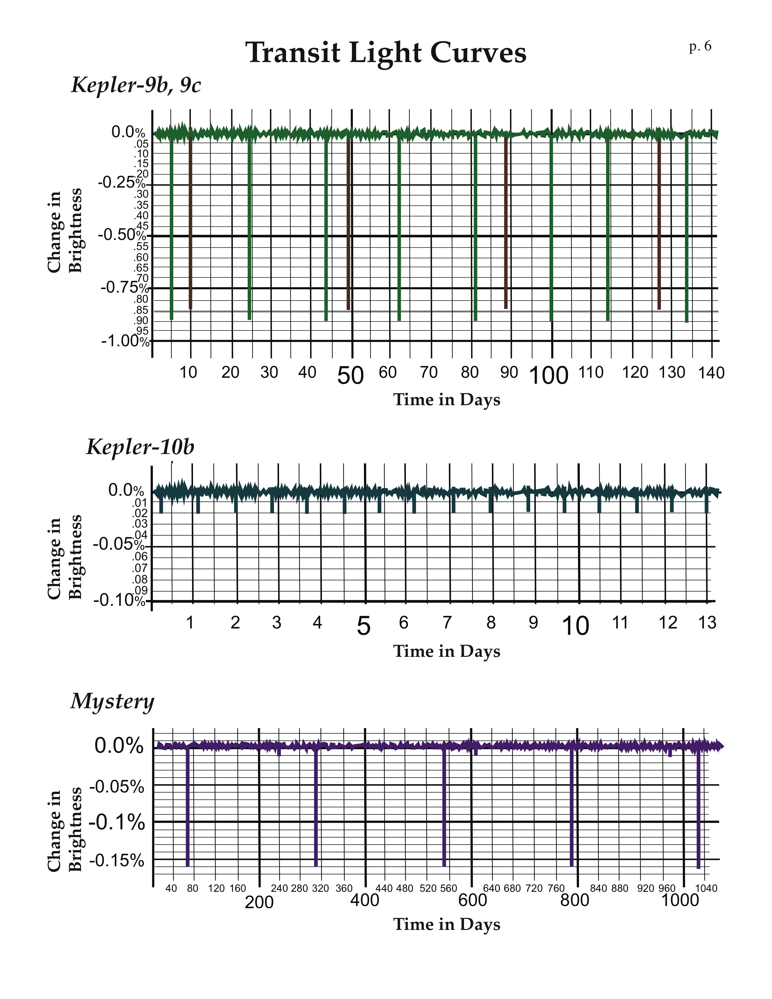 Transit Light Curves
p. 6
Kepler-9b, 9c
0.0%
.05
.10
.15
.20
-0.25%
.30
.35
.40
.45
-0.50%
.55
.60
.65
.70
-0.75%
.80
.85
.90
.95
-1.00%
Change in
Brightness
10 20 30 40 50 60 70 80 90 100 110 120 130 140
Time in Days
Kepler-10b
0.0%
.01
.02
.03
.04
-0.05%
.06
.07
.08
.09
-0.10%
Change in
Brightness
1 2 3 4 5 6 7 8 9 10 11 12 13
Time in Days
Mystery
0.0%
-0.05%
-0.1%
-0.15%
Change in
Brightness
40 80 120 160 240 280 320 360 440 480 520 560 640 680 720 760 840 880 920 960 1040
200 400 600 800 1000
Time in Days